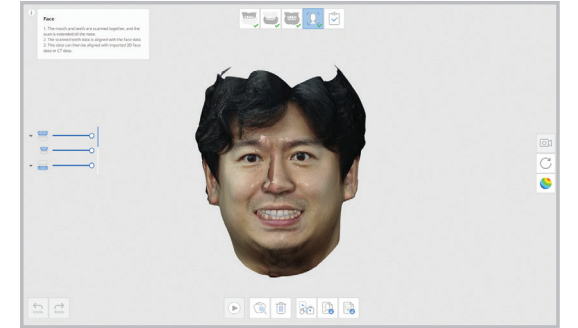 Face
1. The mouth and teeth are scanned together, and the
scan is extended to the nose.
2. The scanned tooth data is aligned with the face data.
3. This data can then be aligned with imported 3D face
data or CT data.